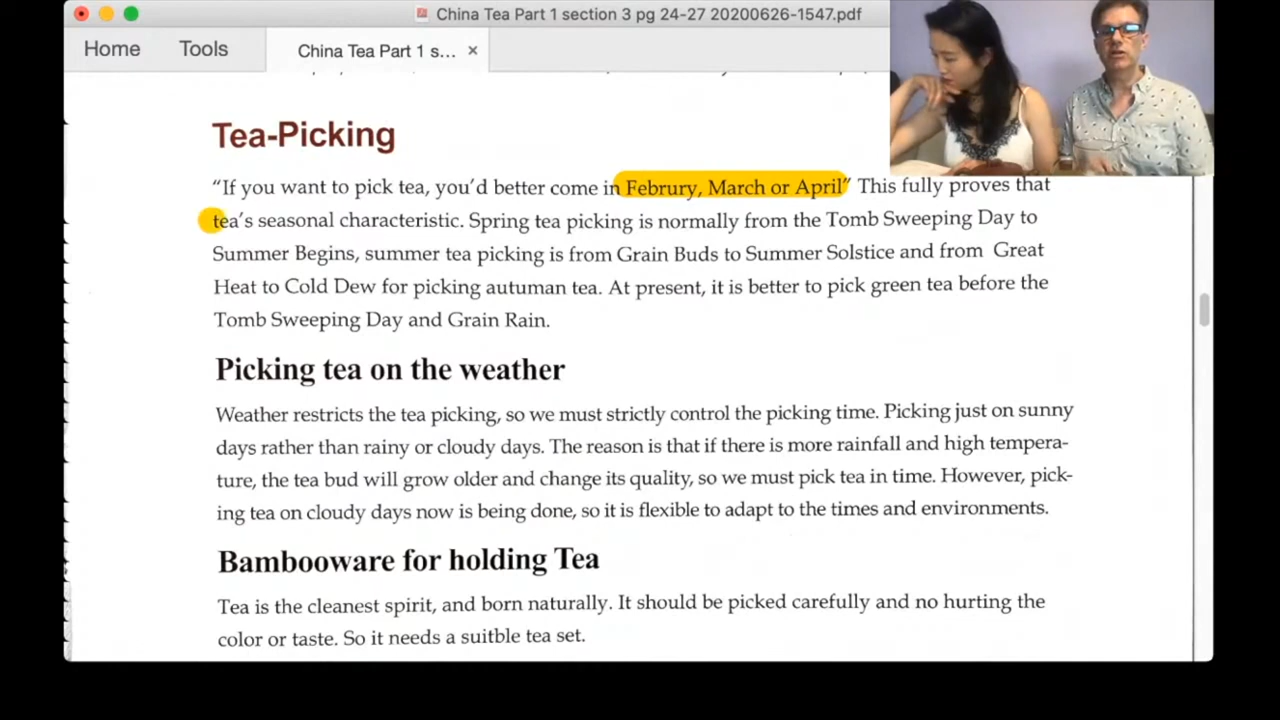 China Tea Part 1 section 3 pg 24-27 20200626-1547.pdf
Home Tools China Tea Part 1 s... ×
Tea-Picking
“If you want to pick tea, you’d better come in Februry, March or April” This fully proves that
tea’s seasonal characteristic. Spring tea picking is normally from the Tomb Sweeping Day to
Summer Begins, summer tea picking is from Grain Buds to Summer Solstice and from Great
Heat to Cold Dew for picking autuman tea. At present, it is better to pick green tea before the
Tomb Sweeping Day and Grain Rain.
Picking tea on the weather
Weather restricts the tea picking, so we must strictly control the picking time. Picking just on sunny
days rather than rainy or cloudy days. The reason is that if there is more rainfall and high tempera-
ture, the tea bud will grow older and change its quality, so we must pick tea in time. However, pick-
ing tea on cloudy days now is being done, so it is flexible to adapt to the times and environments.
Bambooware for holding Tea
Tea is the cleanest spirit, and born naturally. It should be picked carefully and no hurting the
color or taste. So it needs a suitble tea set.